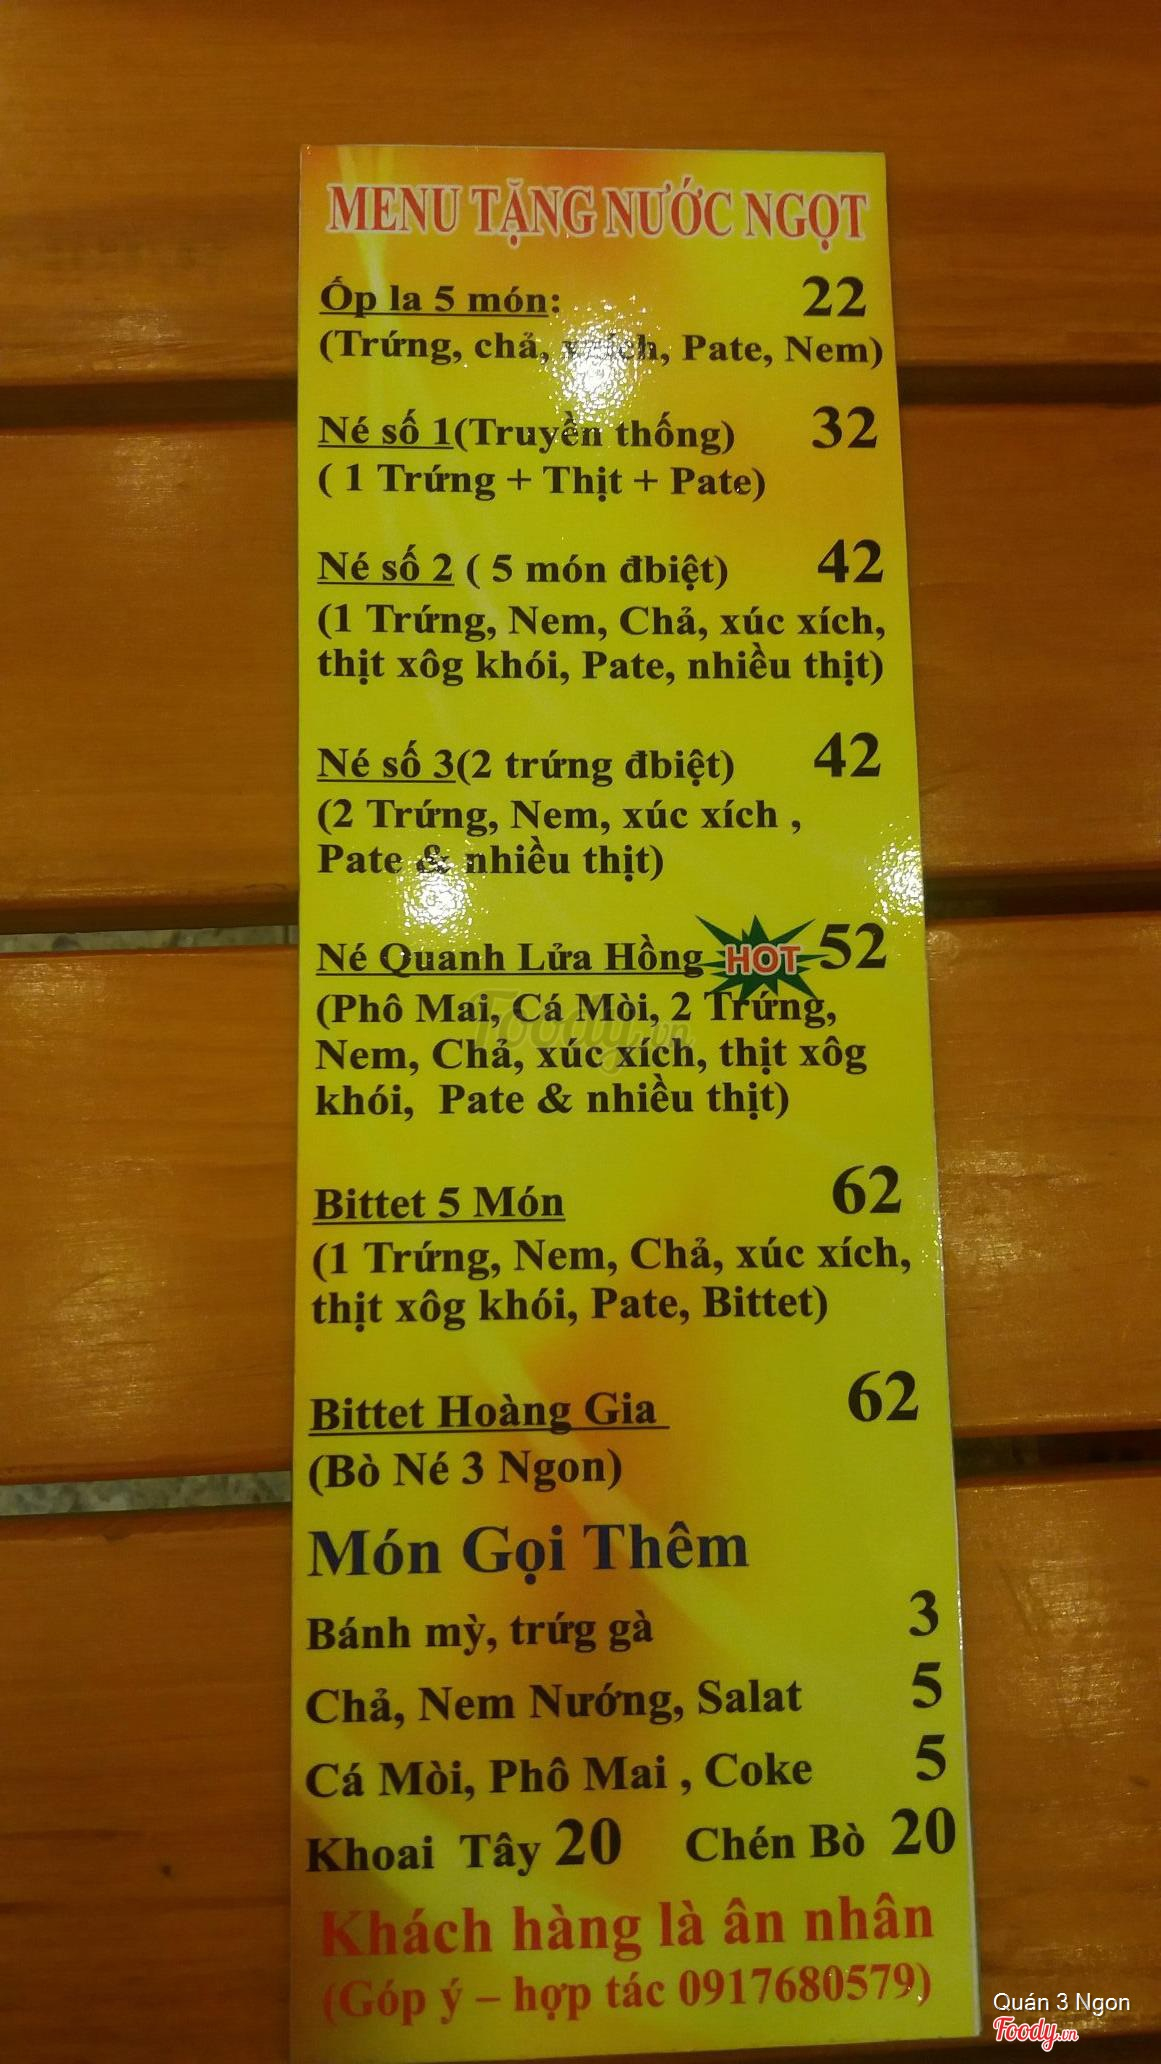 MENU TẶNG NƯỚC NGỌT
Ốp la 5 món: 22
(Trứng, chả, Pate, Nem)
Né số 1(Truyền thống) 32
( 1 Trứng + Thịt + Pate)
Né số 2 ( 5 món đbiệt) 42
(1 Trứng, Nem, Chả, xúc xích,
thịt xôg khói, Pate, nhiều thịt)
Né số 3(2 trứng đbiệt) 42
(2 Trứng, Nem, xúc xích ,
Pate & nhiều thịt)
Né Quanh Lửa Hồng HOT 52
(Phô Mai, Cá Mòi, 2 Trứng,
Nem, Chả, xúc xích, thịt xôg
khói, Pate & nhiều thịt)
Foody.vn
Bittet 5 Món 62
(1 Trứng, Nem, Chả, xúc xích,
thịt xôg khói, Pate, Bittet)
Bittet Hoàng Gia 62
(Bò Né 3 Ngon)
Món Gọi Thêm
Bánh mỳ, trứg gà 3
Chả, Nem Nướng, Salat 5
Cá Mòi, Phô Mai , Coke 5
Khoai Tây 20 Chén Bò 20
Khách hàng là ân nhân
(Góp ý – hợp tác 0917680579)
Quán 3 Ngon
Foody.vn